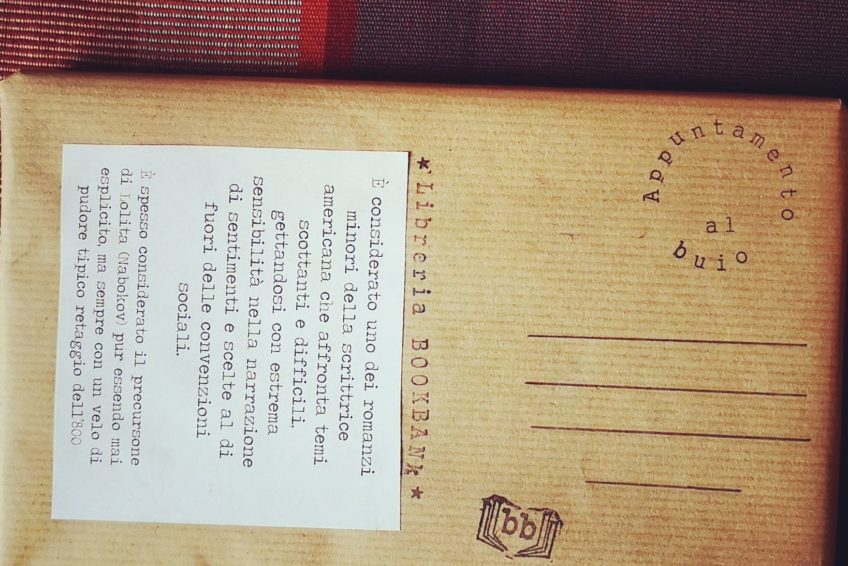 Appuntamento
al
buio
★ Libreria BOOKBANK ★
È considerato uno dei romanzi
minori della scrittrice
americana che affronta temi
scottanti e difficili.
gettandosi con estrema
sensibilità nella narrazione
di sentimenti e scelte al di
fuori delle convenzioni
sociali.
È spesso considerato il precursone
di Lolita (Nabokov) pur essendo mai
esplicito, ma sempre con un velo di
pudore tipico retaggio dell'800
bb